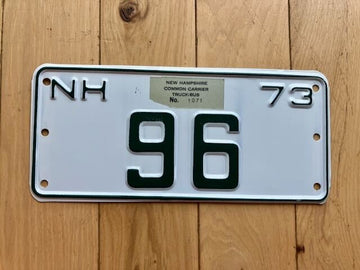 NH 73
NEW HAMPSHIRE
COMMON CARRIER
TRUCK-BUS
No. 1071
96